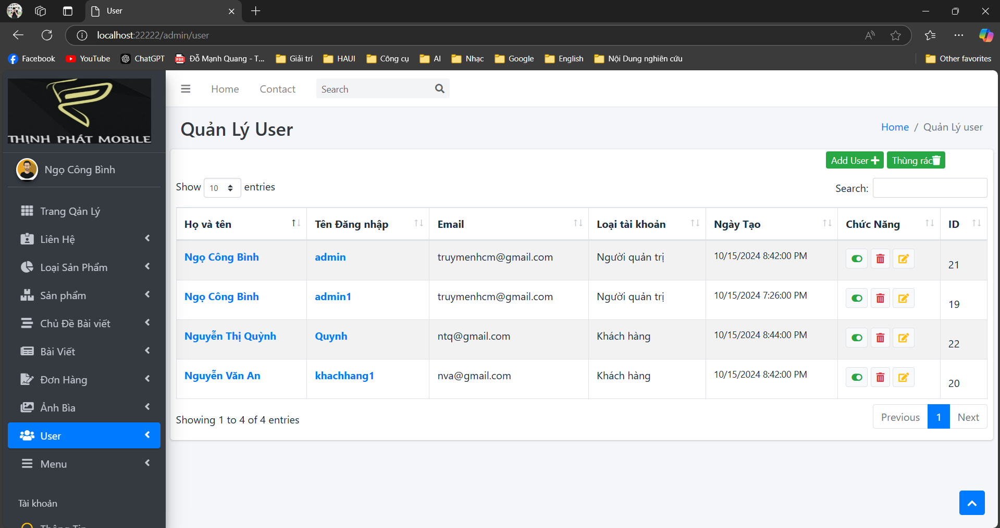 User
localhost:22222/admin/user
Facebook YouTube ChatGPT Đỗ Mạnh Quang - T... Giải trí HAUI Công cụ AI Nhạc Google English Nội Dung nghiên cứu Other favorites
THỊNH PHÁT MOBILE
Ngọ Công Bình
Trang Qản Lý
Liên Hệ
Loại Sản Phẩm
Sản phẩm
Chủ Đề Bài viết
Bài Viết
Đơn Hàng
Ảnh Bìa
User
Menu
Tài khoản
Thông Tin
Home Contact Search
Quản Lý User
Home / Quản Lý user
Add User Thùng rác
Show 10 entries
Search:
Họ và tên Tên Đăng nhập Email Loại tài khoản Ngày Tạo Chức Năng ID
Ngọ Công Bình admin truymenhcm@gmail.com Người quản trị 10/15/2024 8:42:00 PM 21
Ngọ Công Bình admin1 truymenhcm@gmail.com Người quản trị 10/15/2024 7:26:00 PM 19
Nguyễn Thị Quỳnh Quynh ntq@gmail.com Khách hàng 10/15/2024 8:44:00 PM 22
Nguyễn Văn An khachhang1 nva@gmail.com Khách hàng 10/15/2024 8:42:00 PM 20
Showing 1 to 4 of 4 entries
Previous 1 Next